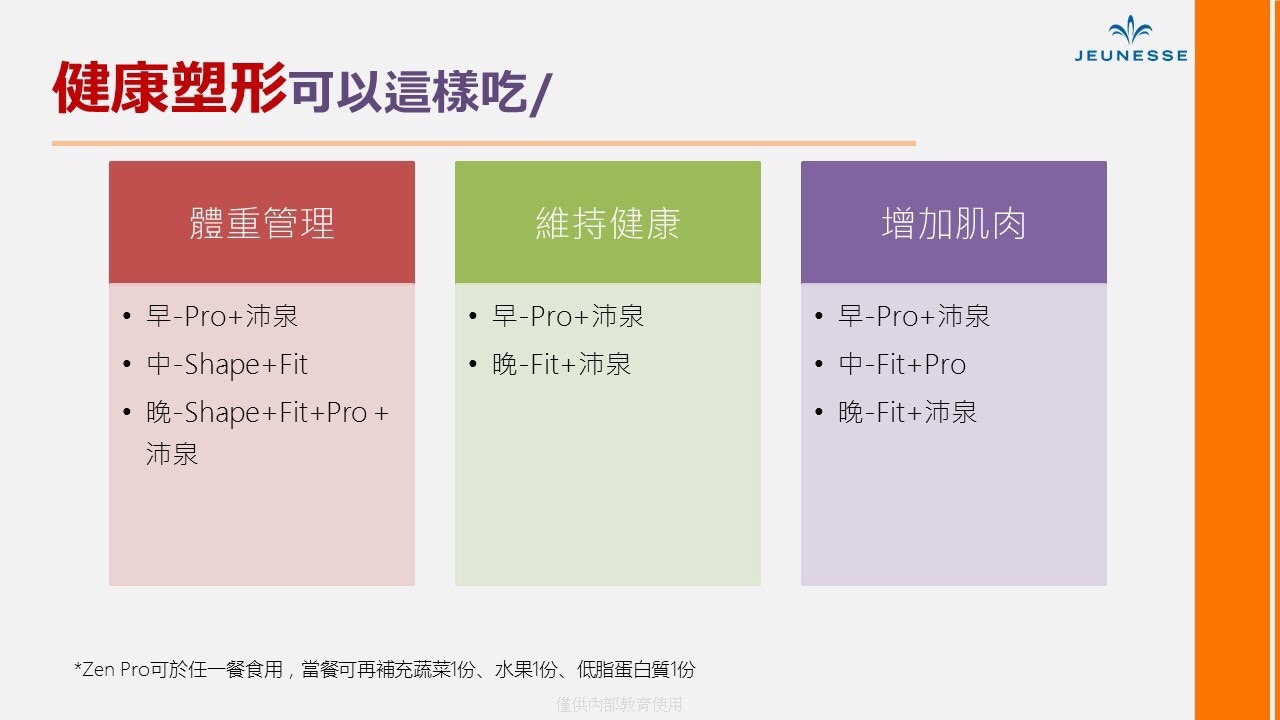 JEUNESSE
健康塑形可以這樣吃/
體重管理
• 早-Pro+沛泉
• 中-Shape+Fit
• 晚-Shape+Fit+Pro+
沛泉
維持健康
• 早-Pro+沛泉
• 晚-Fit+沛泉
增加肌肉
• 早-Pro+沛泉
• 中-Fit+Pro
• 晚-Fit+沛泉
*Zen Pro可於任一餐食用，當餐可再補充蔬菜1份、水果1份、低脂蛋白質1份
僅供內部教育使用